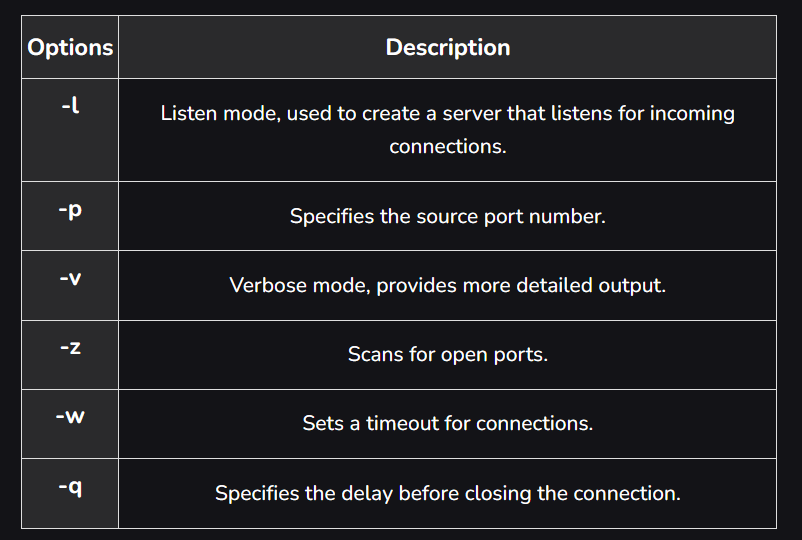 Options Description
-l Listen mode, used to create a server that listens for incoming
connections.
-p Specifies the source port number.
-v Verbose mode, provides more detailed output.
-z Scans for open ports.
-w Sets a timeout for connections.
-q Specifies the delay before closing the connection.